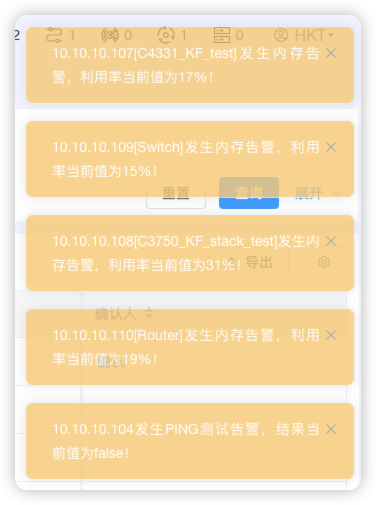 2 1 0 1 0 HKT
10.10.10.107[C4331_KF_test]发生内存告
警，利用率当前值为17%!
10.10.10.109[Switch]发生内存告警，利用
率当前值为15%!
重置 查询 展开
10.10.10.108[C3750_KF_stack_test]发生内
存告警，利用率当前值为31%!
导出
确认人
10.10.10.110[Router]发生内存告警，利用
率当前值为19%!
10.10.10.104发生PING测试告警，结果当
前值为false!